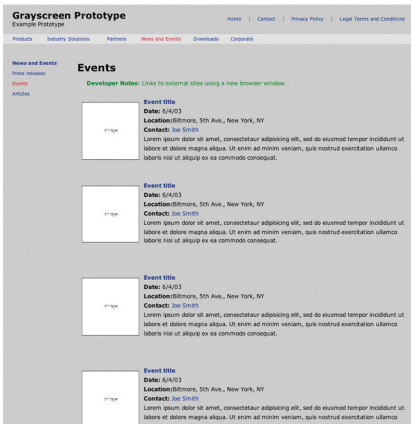 Grayscreen Prototype
Example Prototype
Home | Contact | Privacy Policy | Legal Terms and Conditions
Products Industry Solutions Partners News and Events Downloads Corporate
News and Events
Press releases
Events
Articles
Events
Developer Notes: Links to external sites using a new browser window.
image
Event title
Date: 6/4/03
Location:Biltmore, 5th Ave., New York, NY
Contact: Joe Smith
Lorem ipsum dolor sit amet, consectetaur adipisicing elit, sed do eiusmod tempor incididunt ut
labore et dolore magna aliqua. Ut enim ad minim veniam, quis nostrud exercitation ullamco
laboris nisi ut aliquip ex ea commodo consequat.
image
Event title
Date: 6/4/03
Location:Biltmore, 5th Ave., New York, NY
Contact: Joe Smith
Lorem ipsum dolor sit amet, consectetaur adipisicing elit, sed do eiusmod tempor incididunt ut
labore et dolore magna aliqua. Ut enim ad minim veniam, quis nostrud exercitation ullamco
laboris nisi ut aliquip ex ea commodo consequat.
image
Event title
Date: 6/4/03
Location:Biltmore, 5th Ave., New York, NY
Contact: Joe Smith
Lorem ipsum dolor sit amet, consectetaur adipisicing elit, sed do eiusmod tempor incididunt ut
labore et dolore magna aliqua. Ut enim ad minim veniam, quis nostrud exercitation ullamco
laboris nisi ut aliquip ex ea commodo consequat.
image
Event title
Date: 6/4/03
Location:Biltmore, 5th Ave., New York, NY
Contact: Joe Smith
Lorem ipsum dolor sit amet, consectetaur adipisicing elit, sed do eiusmod tempor incididunt ut
labore et dolore magna aliqua. Ut enim ad minim veniam, quis nostrud exercitation ullamco